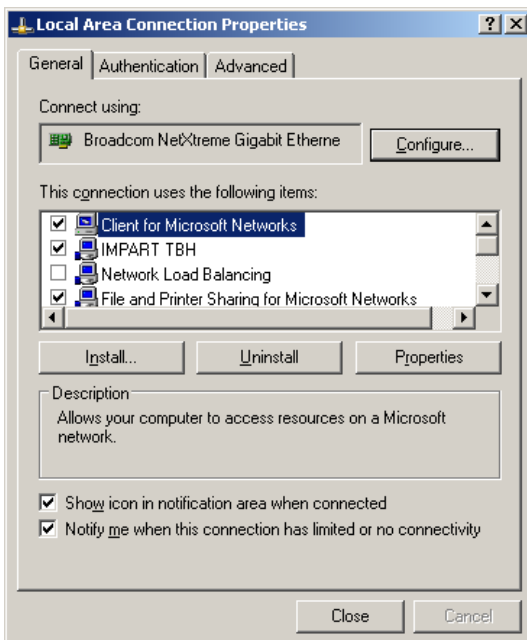 Local Area Connection Properties
General Authentication Advanced
Connect using:
Broadcom NetXtreme Gigabit Etherne Configure...
This connection uses the following items:
Client for Microsoft Networks
IMPART TBH
Network Load Balancing
File and Printer Sharing for Microsoft Networks
Install... Uninstall Properties
Description
Allows your computer to access resources on a Microsoft
network.
Show icon in notification area when connected
Notify me when this connection has limited or no connectivity
Close Cancel